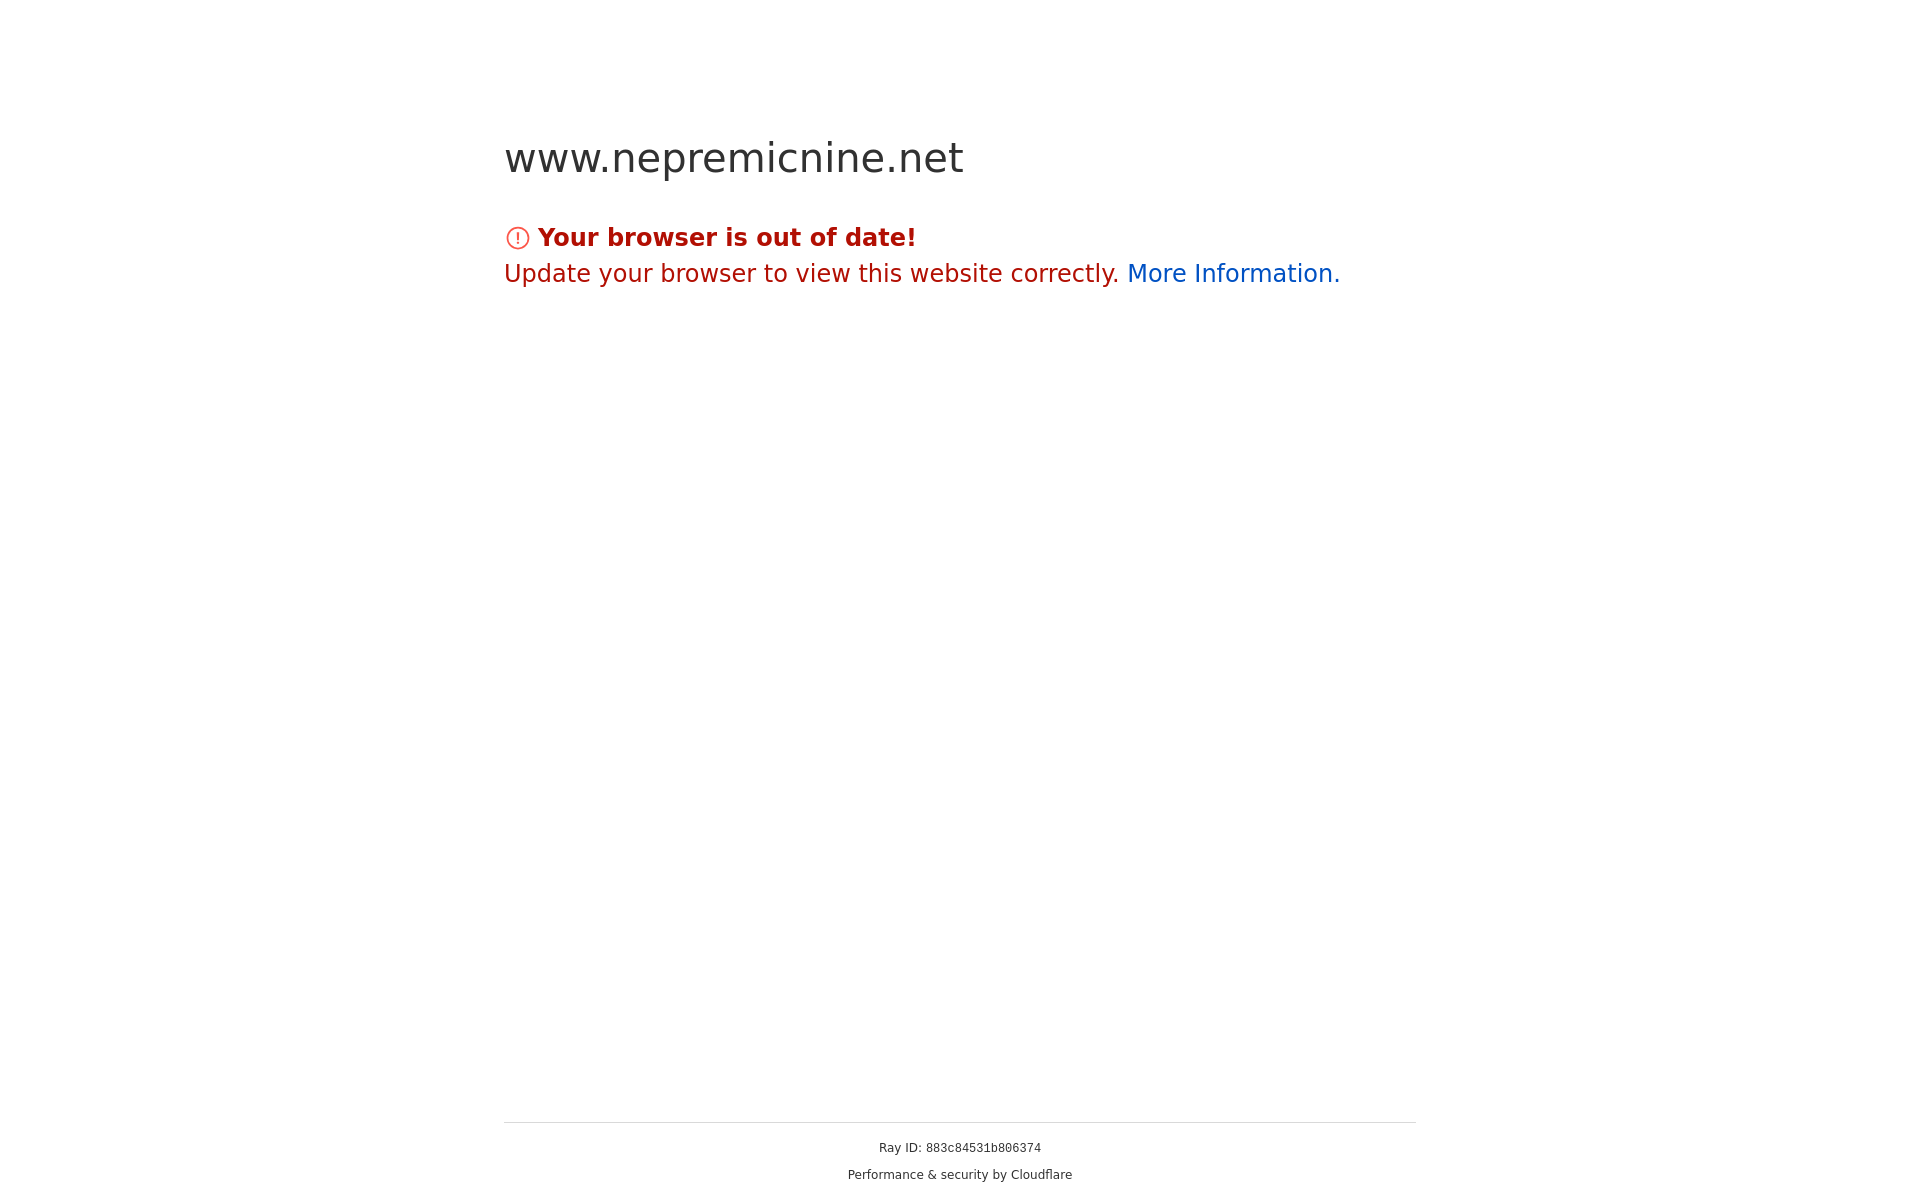 www.nepremicnine.net
Your browser is out of date!
Update your browser to view this website correctly. More Information.
Ray ID: 883c84531b806374
Performance & security by Cloudflare